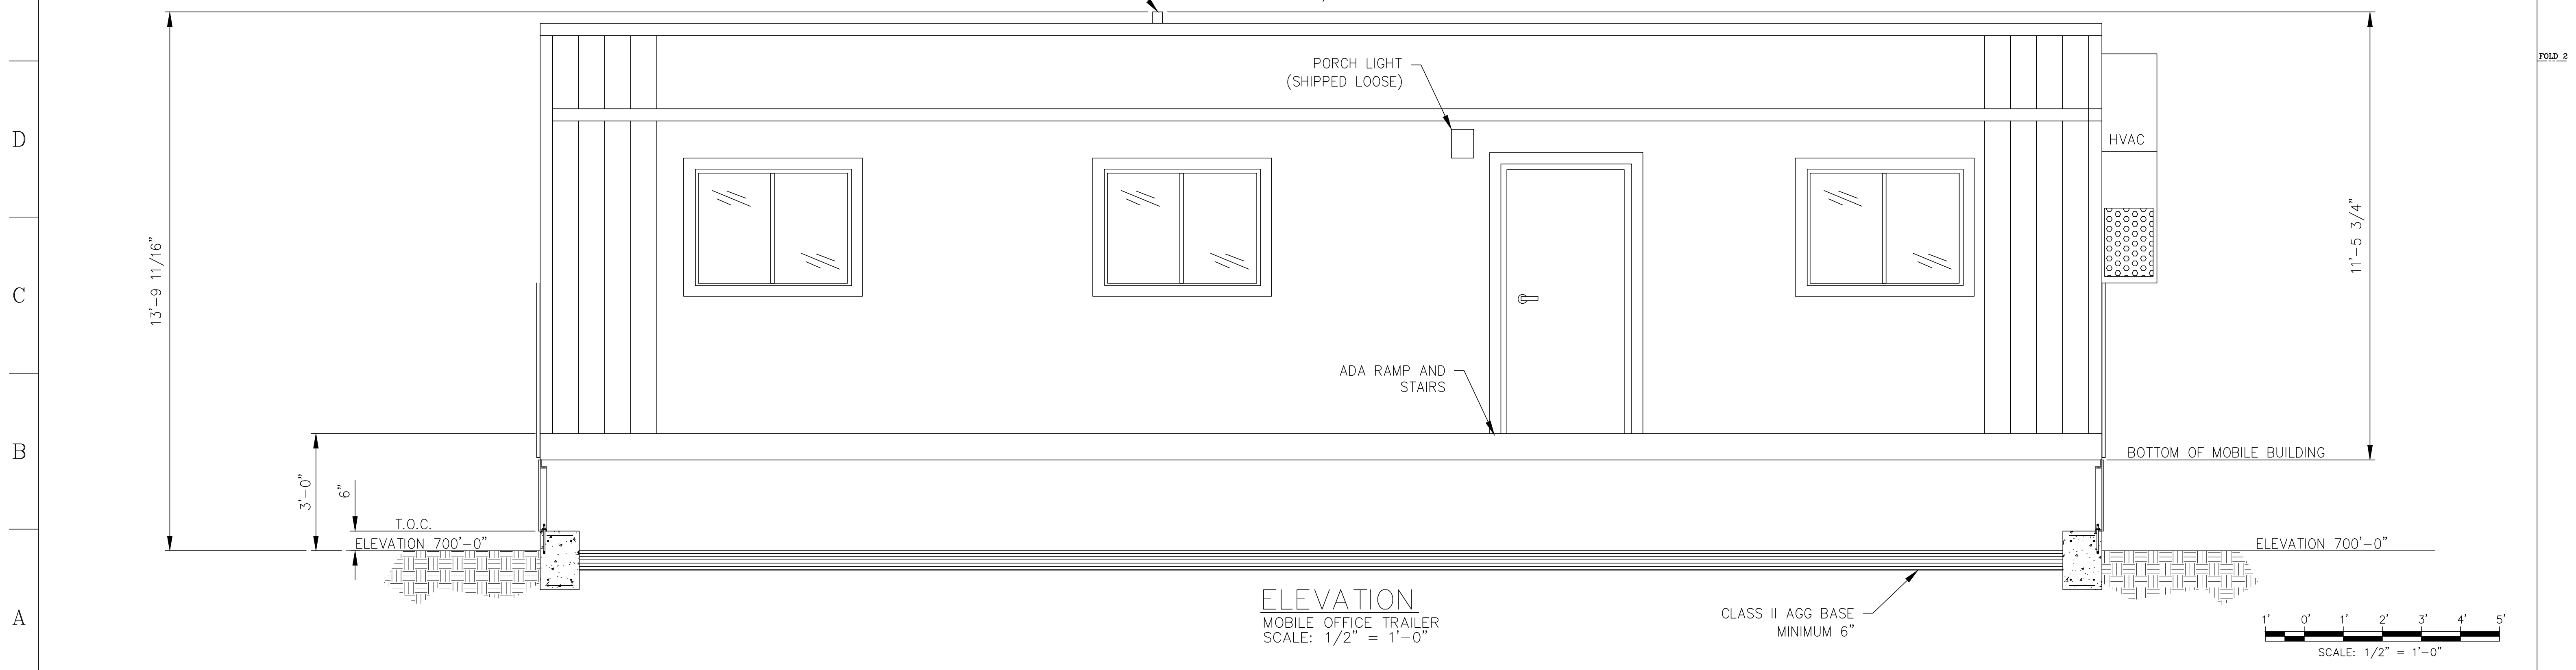 FOLD 2
PORCH LIGHT
(SHIPPED LOOSE)
D
HVAC
13'-9 11/16"
11'-5 3/4"
C
ADA RAMP AND
STAIRS
B
BOTTOM OF MOBILE BUILDING
3'-0"
6"
T.O.C.
ELEVATION 700'-0"
ELEVATION 700'-0"
ELEVATION
MOBILE OFFICE TRAILER
SCALE: 1/2" = 1'-0"
CLASS II AGG BASE
MINIMUM 6"
A
1' 0' 1' 2' 3' 4' 5'
SCALE: 1/2" = 1'-0"